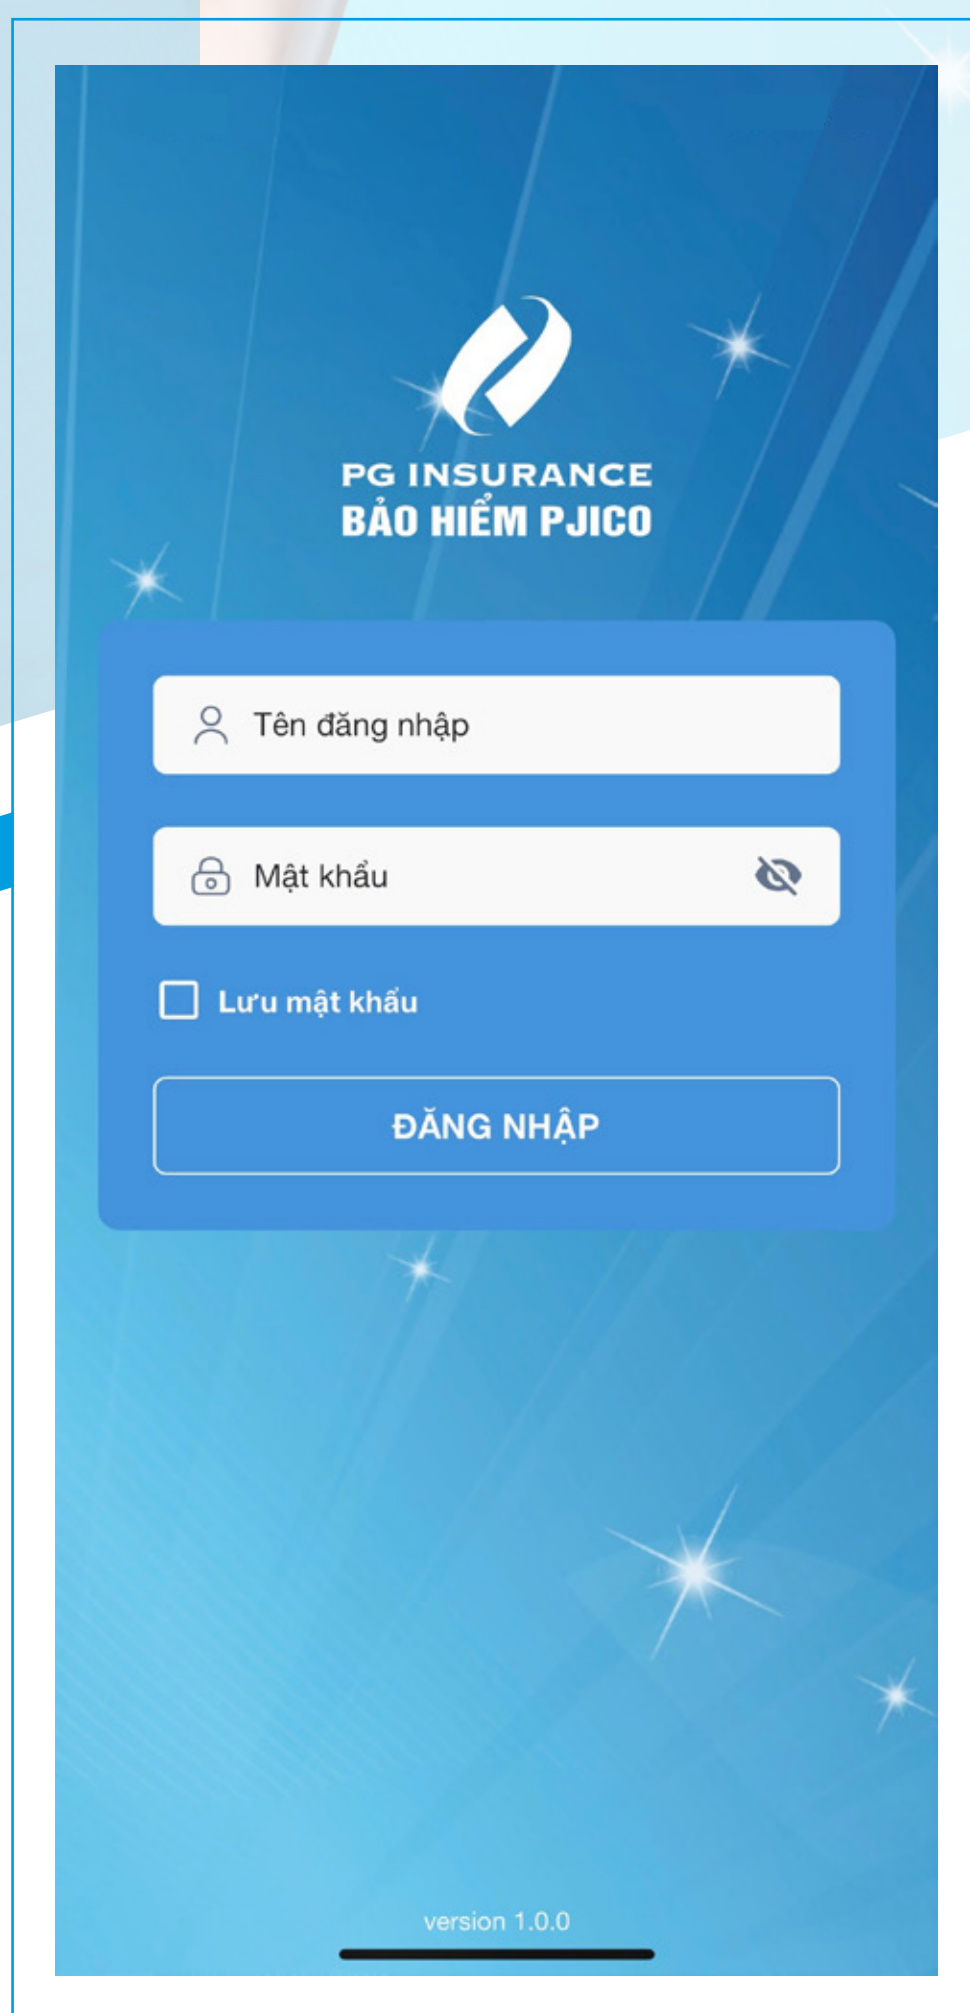 PG INSURANCE
BẢO HIỂM PJICO
Tên đăng nhập
Mật khẩu
Lưu mật khẩu
ĐĂNG NHẬP
version 1.0.0